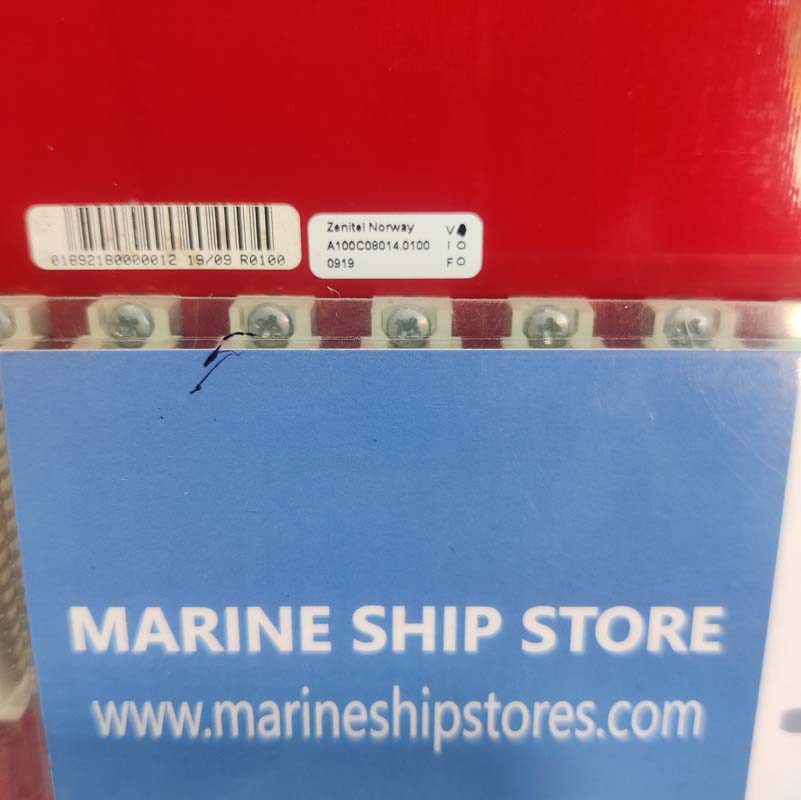 01892180000012 19/09 R0100
Zenitel Norway
A100C08014.0100
0919
V
I O
F O
MARINE SHIP STORE
www.marineshipstores.com